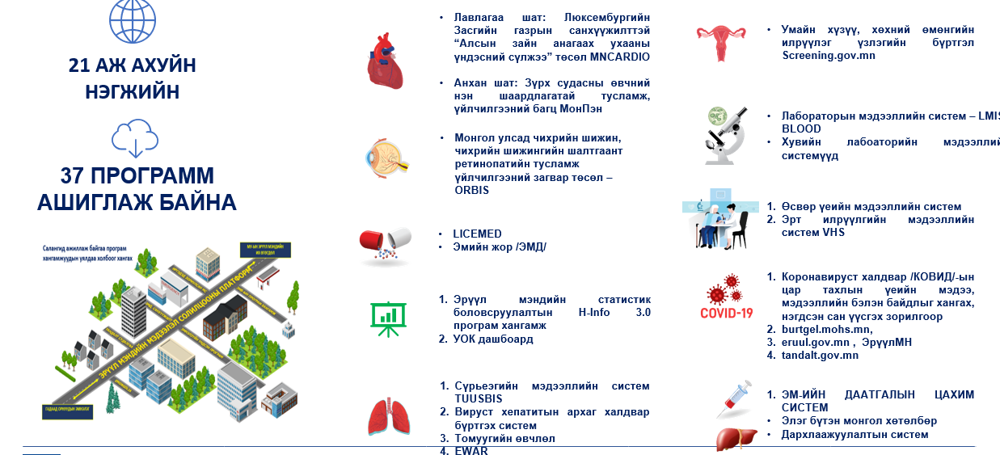 21 АЖ АХУЙН
НЭГЖИЙН
37 ПРОГРАММ
АШИГЛАЖ БАЙНА
Салангид ажиллаж байгаа програм
хангамжуудын уялдаа холбоог хангах
ЭРҮҮЛ МЭНДИЙН МЭДЭЭЛЭЛ СОЛИЛЦООНЫ ПЛАТФОРМ
ГАДААД ОРНУУДЫН ЭМНЭЛЭГ
• Лавлагаа шат: Люксембургийн
Засгийн газрын санхүүжилттэй
“Алсын зайн анагаах ухааны
үндэсний сүлжээ” төсөл MNCARDIO
• Анхан шат: Зүрх судасны өвчний
нэн шаардлагатай тусламж,
үйлчилгээний багц МонПэн
• Монгол улсад чихрийн шижин,
чихрийн шижингийн шалтгаант
ретинопатийн тусламж
үйлчилгээний загвар төсөл –
ORBIS
• LICEMED
• Эмийн жор /ЭМД/
1. Эрүүл мэндийн статистик
боловсруулалтын H-Info 3.0
програм хангамж
2. УОК дашбоард
1. Сүрьеэгийн мэдээллийн систем
TUUSBIS
2. Вируст хепатитын архаг халдвар
бүртгэх систем
3. Томуугийн өвчлөл
4. EWAR
• Умайн хүзүү, хөхний өмөнгийн
илрүүлэг үзлэгийн бүртгэл
Screening.gov.mn
• Лабораторын мэдээллийн систем – LMIS
BLOOD
• Хувийн лабоаторийн мэдээллий
системүүд
1. Өсвөр үеийн мэдээллийн систем
2. Эрт илрүүлгийн мэдээллийн
систем VHS
COVID-19
1. Коронавируст халдвар /КОВИД/-ын
цар тахлын үеийн мэдээ,
мэдээллийн бэлэн байдлыг хангах,
нэгдсэн сан үүсгэх зорилгоор
2. burtgel.mohs.mn,
3. eruul.gov.mn , ЭрүүлМН
4. tandalt.gov.mn
1. ЭМ-ИЙН ДААТГАЛЫН ЦАХИМ
СИСТЕМ
• Элэг бүтэн монгол хөтөлбөр
• Дархлаажуулалтын систем